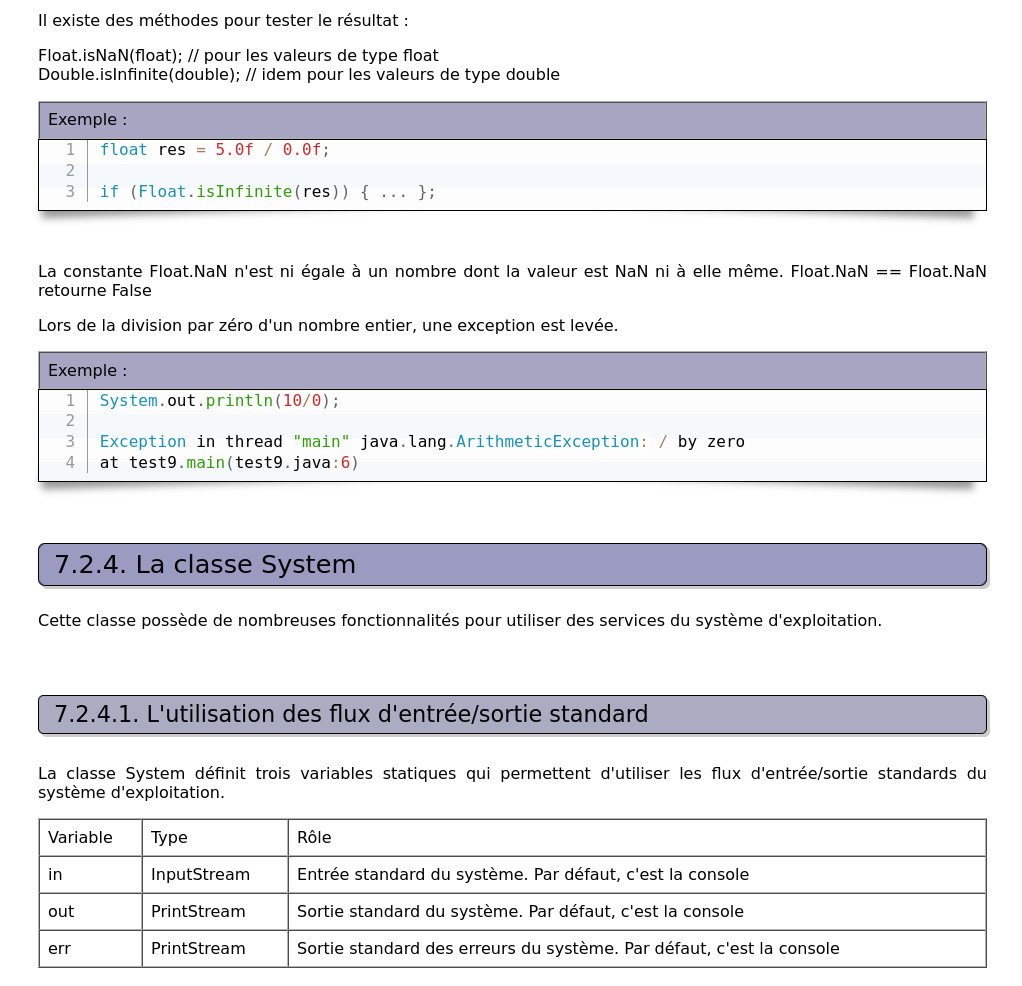 Il existe des méthodes pour tester le résultat :
Float.isNaN(float); // pour les valeurs de type float
Double.isInfinite(double); // idem pour les valeurs de type double
Exemple :
1 float res = 5.0f / 0.0f;
2
3 if (Float.isInfinite(res)) { ... };
La constante Float.NaN n'est ni égale à un nombre dont la valeur est NaN ni à elle même. Float.NaN == Float.NaN
retourne False
Lors de la division par zéro d'un nombre entier, une exception est levée.
Exemple :
1 System.out.println(10/0);
2
3 Exception in thread "main" java.lang.ArithmeticException: / by zero
4 at test9.main(test9.java:6)
7.2.4. La classe System
Cette classe possède de nombreuses fonctionnalités pour utiliser des services du système d'exploitation.
7.2.4.1. L'utilisation des flux d'entrée/sortie standard
La classe System définit trois variables statiques qui permettent d'utiliser les flux d'entrée/sortie standards du
système d'exploitation.
Variable Type Rôle
in InputStream Entrée standard du système. Par défaut, c'est la console
out PrintStream Sortie standard du système. Par défaut, c'est la console
err PrintStream Sortie standard des erreurs du système. Par défaut, c'est la console